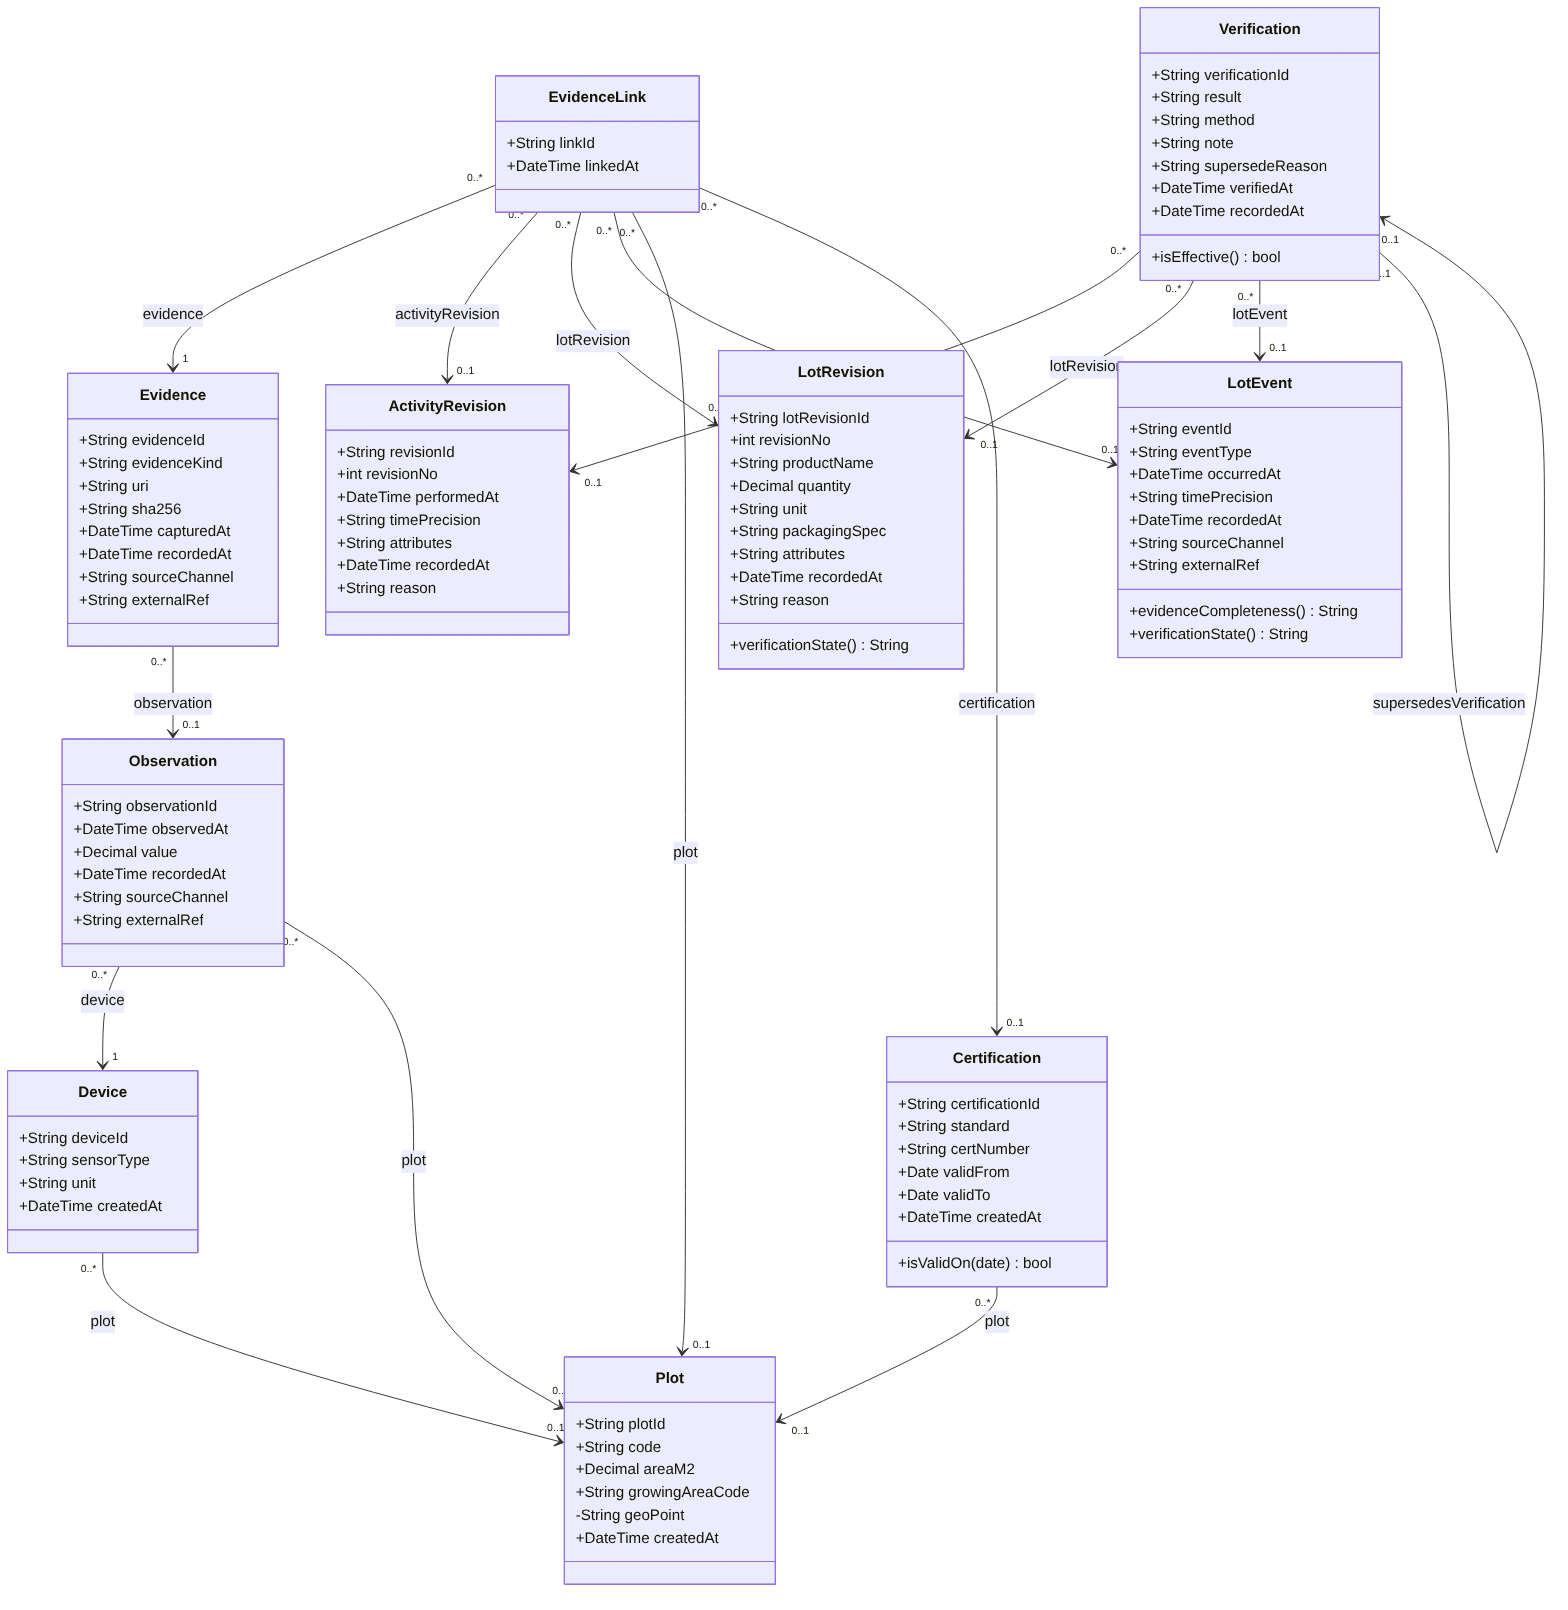 Verification
+String verificationId
+String result
+String method
+String note
+String supersedeReason
+DateTime verifiedAt
+DateTime recordedAt
+isEffective() : bool
EvidenceLink
+String linkId
+DateTime linkedAt
0..*
0..*
0..*
0..*
0..*
0..*
0..*
0..*
0..*
0..1
..1
evidence
activityRevision
lotRevision
lotRevision
lotEvent
1
0..1
0..1
0..1
0..1
0..
0..1
Evidence
+String evidenceId
+String evidenceKind
+String uri
+String sha256
+DateTime capturedAt
+DateTime recordedAt
+String sourceChannel
+String externalRef
ActivityRevision
+String revisionId
+int revisionNo
+DateTime performedAt
+String timePrecision
+String attributes
+DateTime recordedAt
+String reason
LotRevision
+String lotRevisionId
+int revisionNo
+String productName
+Decimal quantity
+String unit
+String packagingSpec
+String attributes
+DateTime recordedAt
+String reason
+verificationState() : String
LotEvent
+String eventId
+String eventType
+DateTime occurredAt
+String timePrecision
+DateTime recordedAt
+String sourceChannel
+String externalRef
+evidenceCompleteness() : String
+verificationState() : String
0..*
observation
0..1
certification
supersedesVerification
Observation
+String observationId
+DateTime observedAt
+Decimal value
+DateTime recordedAt
+String sourceChannel
+String externalRef
plot
0..*
0..*
device
1
0..1
Device
+String deviceId
+String sensorType
+String unit
+DateTime createdAt
plot
Certification
+String certificationId
+String standard
+String certNumber
+Date validFrom
+Date validTo
+DateTime createdAt
+isValidOn(date) : bool
0..*
plot
0..*
plot
0..1
0..
0..1
0..1
Plot
+String plotId
+String code
+Decimal areaM2
+String growingAreaCode
-String geoPoint
+DateTime createdAt